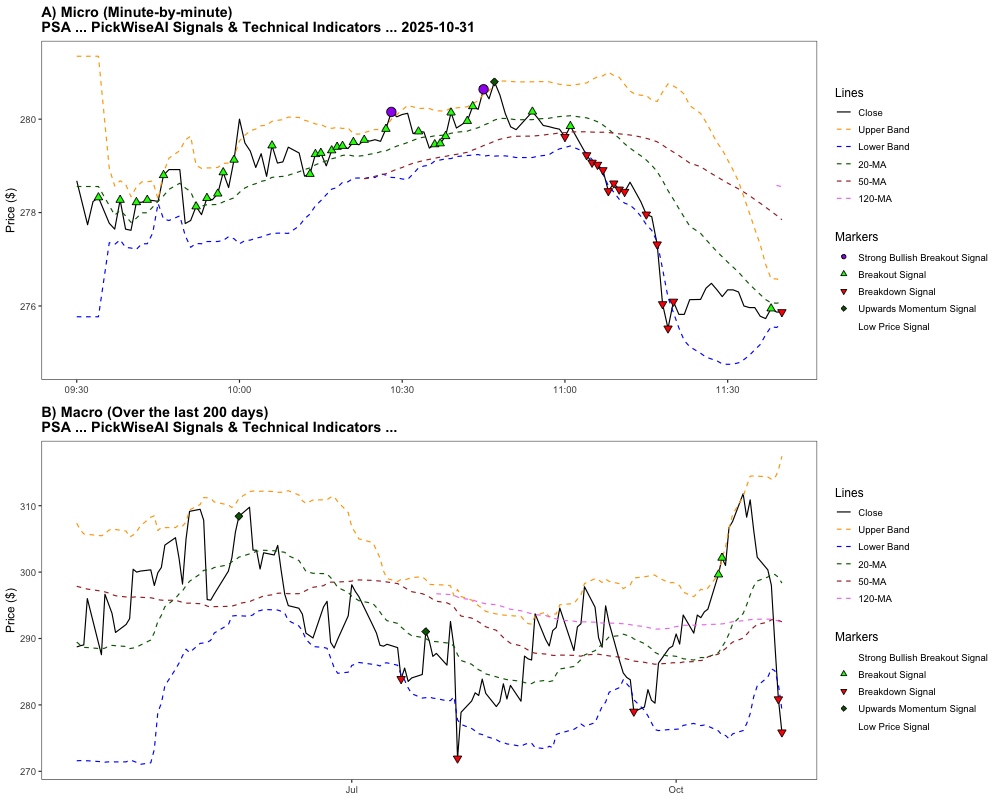 A) Micro (Minute-by-minute)
PSA ... PickWiseAI Signals & Technical Indicators ... 2025-10-31
Price ($)
280
278
276
09:30
10:00
10:30
11:00
11:30
Lines
Close
Upper Band
Lower Band
20-MA
50-MA
120-MA
Markers
Strong Bullish Breakout Signal
Breakout Signal
Breakdown Signal
Upwards Momentum Signal
Low Price Signal
B) Macro (Over the last 200 days)
PSA ... PickWiseAI Signals & Technical Indicators ...
Price ($)
310
300
290
280
270
Jul
Oct
Lines
Close
Upper Band
Lower Band
20-MA
50-MA
120-MA
Markers
Strong Bullish Breakout Signal
Breakout Signal
Breakdown Signal
Upwards Momentum Signal
Low Price Signal